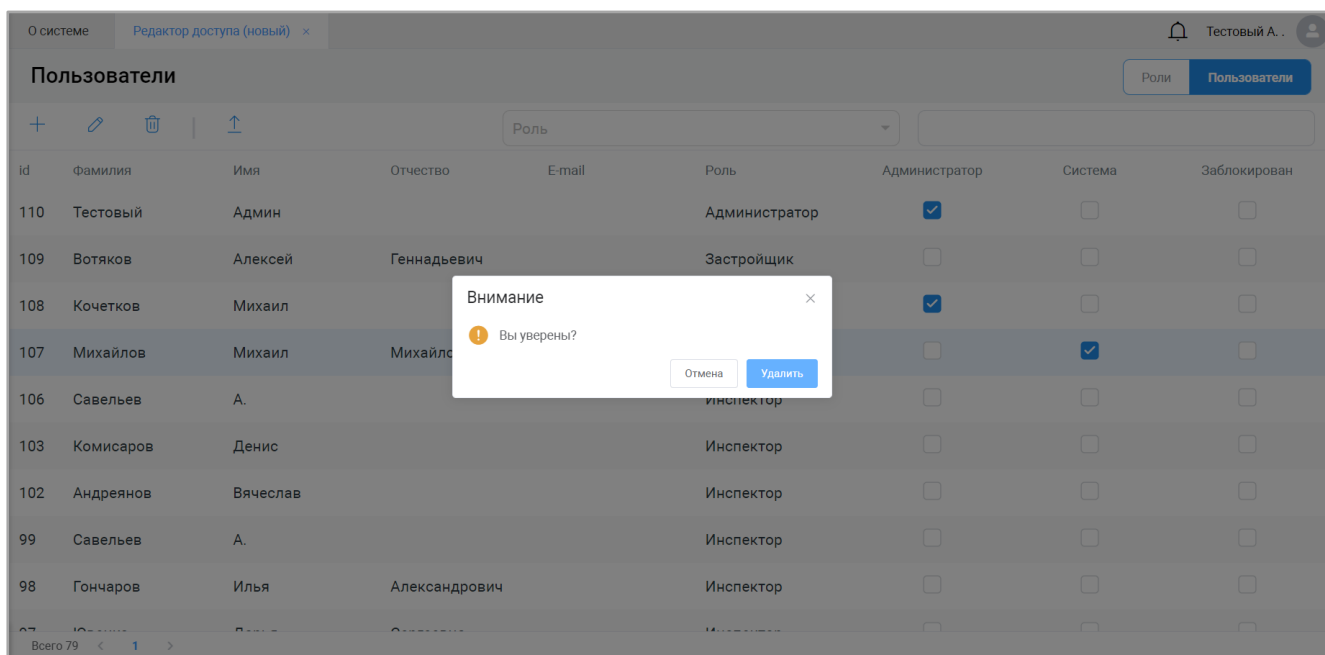 О системе Редактор доступа (новый) × Тестовый А. .
Пользователи Роли Пользователи
Роль
id Фамилия Имя Отчество E-mail Роль Администратор Система Заблокирован
110 Тестовый Админ Администратор
109 Вотяков Алексей Геннадьевич Застройщик
Внимание ×
108 Кочетков Михаил
Вы уверены?
107 Михайлов Михаил
Отмена Удалить
106 Савельев А. Инспектор
103 Комисаров Денис Инспектор
102 Андреянов Вячеслав Инспектор
99 Савельев А. Инспектор
98 Гончаров Илья Александрович Инспектор
Всего 79 < 1 >